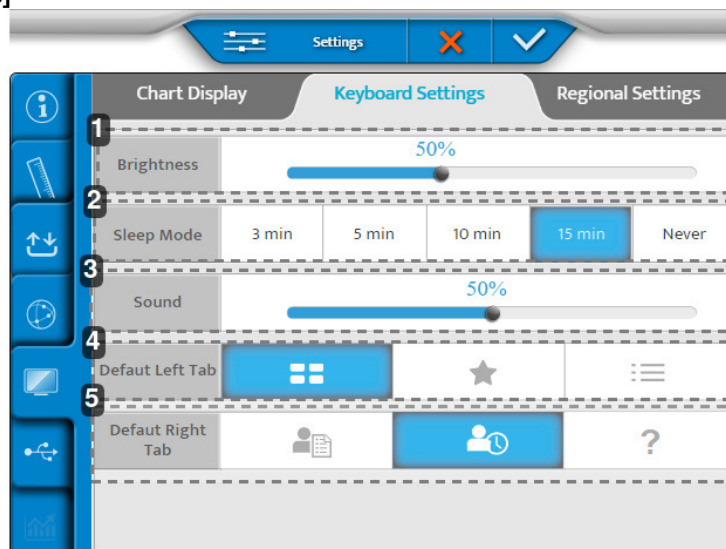 ]
Settings
Chart Display Keyboard Settings Regional Settings
1
Brightness 50%
2
Sleep Mode 3 min 5 min 10 min 15 min Never
3
Sound 50%
4
Defaut Left Tab
5
Defaut Right
Tab ?